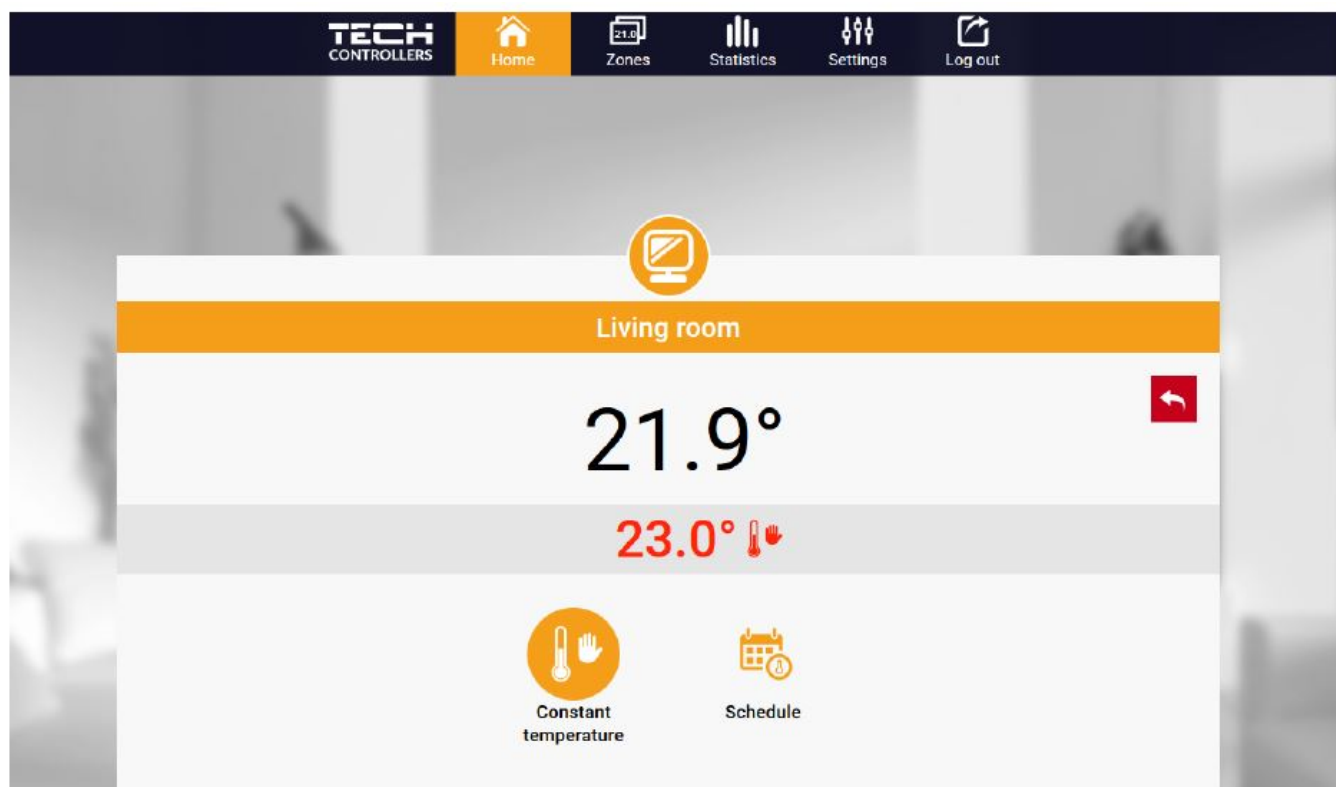 TECH
CONTROLLERS
Home
21.0
Zones
Statistics
Settings
Log out
Living room
21.9°
23.0°
Constant
temperature
Schedule